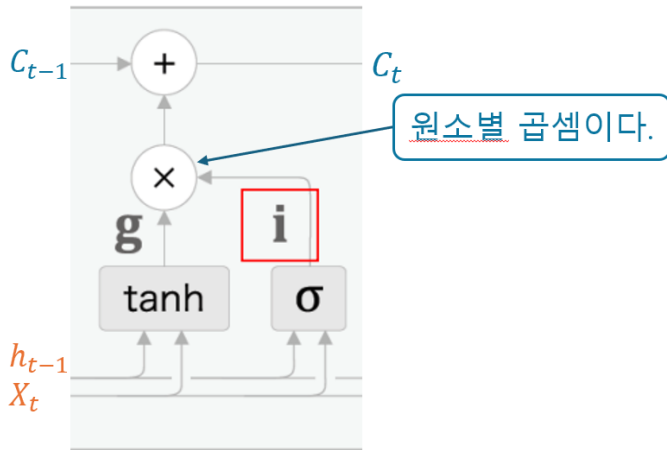 C_{t-1}
+
C_t
원소별 곱셈이다.
×
g
i
tanh
σ
h_{t-1}
X_t